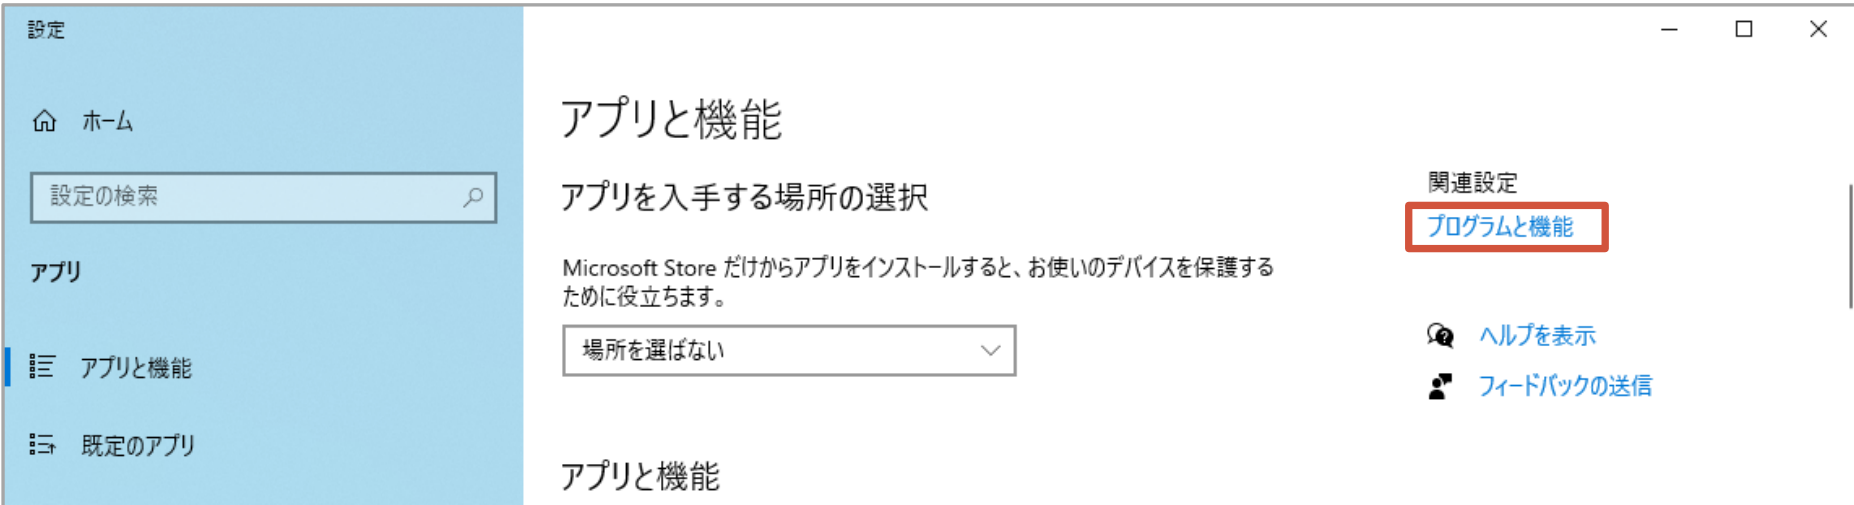 設定
ホーム
設定の検索
アプリ
アプリと機能
既定のアプリ
アプリと機能
アプリを入手する場所の選択
Microsoft Store だけからアプリをインストールすると、お使いのデバイスを保護する
ために役立ちます。
場所を選ばない
アプリと機能
関連設定
プログラムと機能
ヘルプを表示
フィードバックの送信